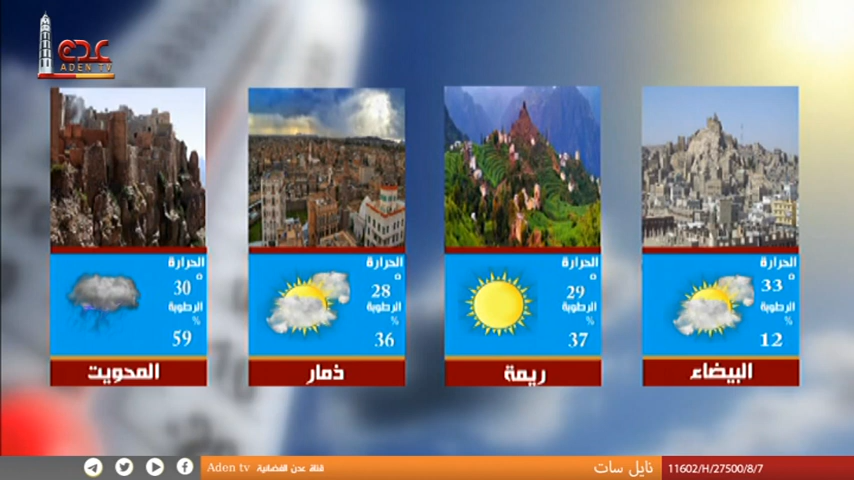 عدن
ADEN TV
الحرارة
°
33
الرطوبة
%
12
البيضاء
الحرارة
°
29
الرطوبة
%
37
ريمة
الحرارة
°
28
الرطوبة
%
36
ذمار
الحرارة
°
30
الرطوبة
%
59
المحويت
Aden tv قناة عدن الفضائية
نايل سات
11602/H/27500/8/7